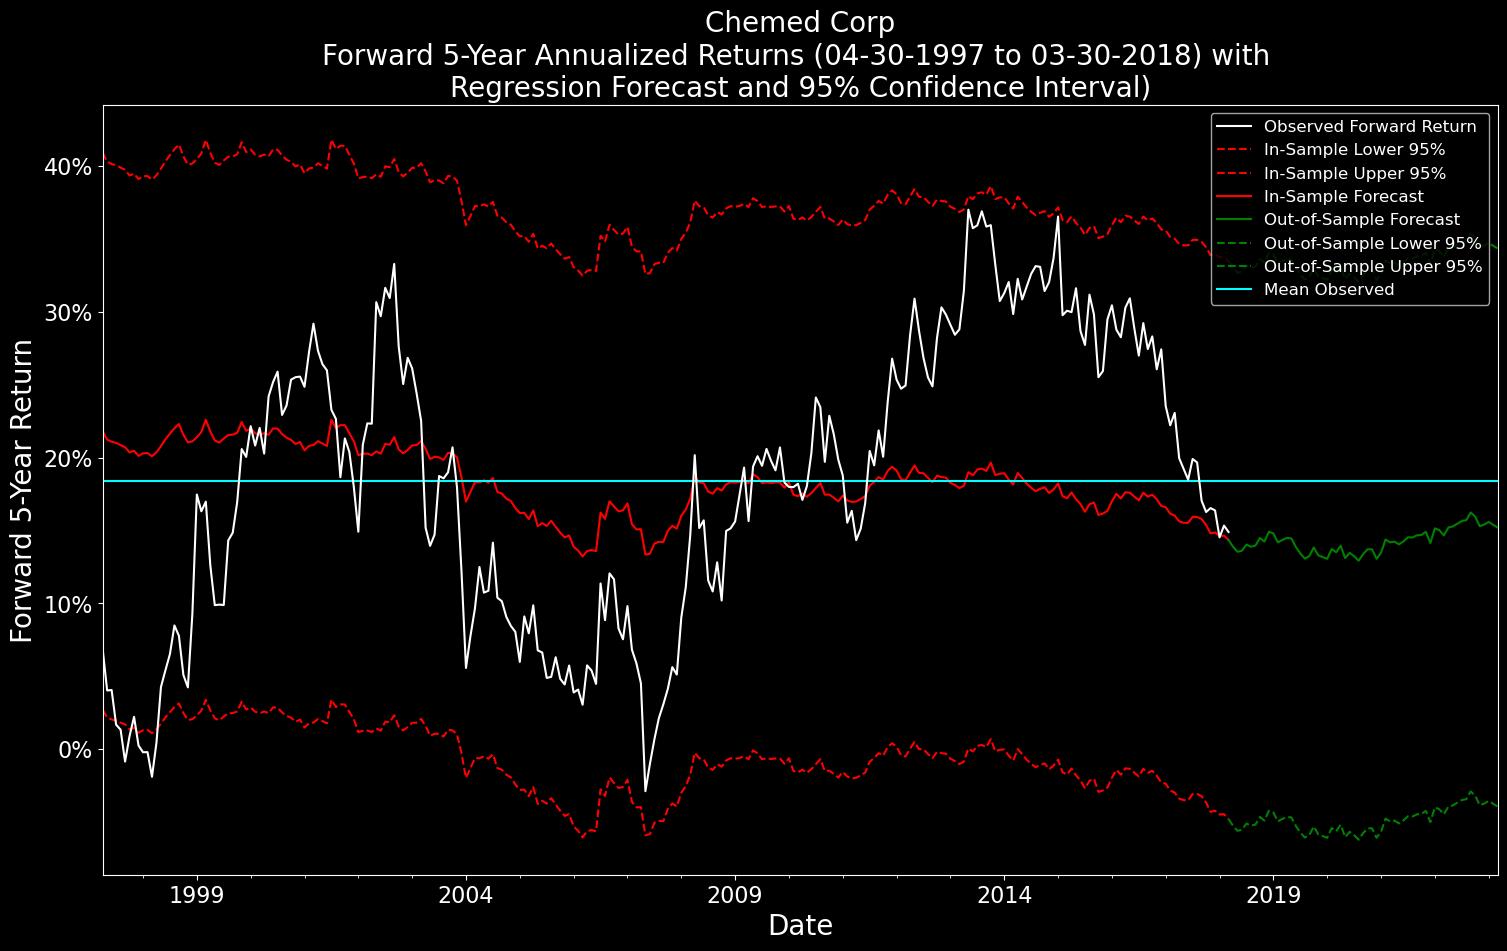 Chemed Corp
Forward 5-Year Annualized Returns (04-30-1997 to 03-30-2018) with
Regression Forecast and 95% Confidence Interval)
Observed Forward Return
In-Sample Lower 95%
In-Sample Upper 95%
In-Sample Forecast
Out-of-Sample Forecast
Out-of-Sample Lower 95%
Out-of-Sample Upper 95%
Mean Observed
Forward 5-Year Return
40%
30%
20%
10%
0%
1999
2004
2009
2014
2019
Date